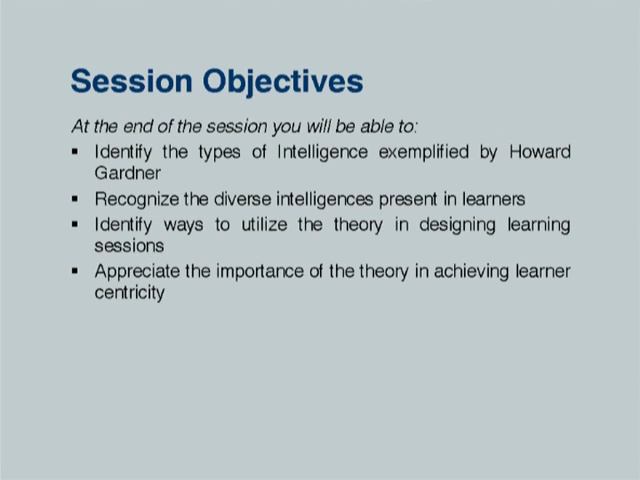 Session Objectives
At the end of the session you will be able to:
▪ Identify the types of Intelligence exemplified by Howard
Gardner
▪ Recognize the diverse intelligences present in learners
▪ Identify ways to utilize the theory in designing learning
sessions
▪ Appreciate the importance of the theory in achieving learner
centricity